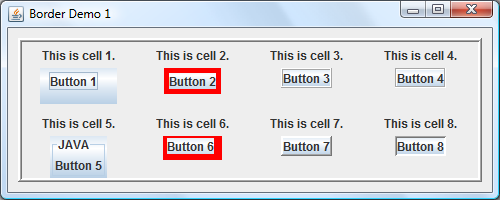 Border Demo 1
This is cell 1. This is cell 2. This is cell 3. This is cell 4.
Button 1 Button 2 Button 3 Button 4
This is cell 5. This is cell 6. This is cell 7. This is cell 8.
JAVA
Button 5 Button 6 Button 7 Button 8